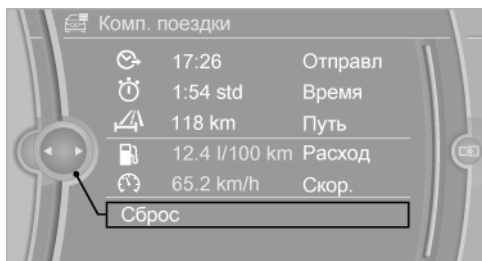 Комп. поездки
17:26 Отправл
1:54 std Время
118 km Путь
12.4 l/100 km Расход
65.2 km/h Скор.
Сброс